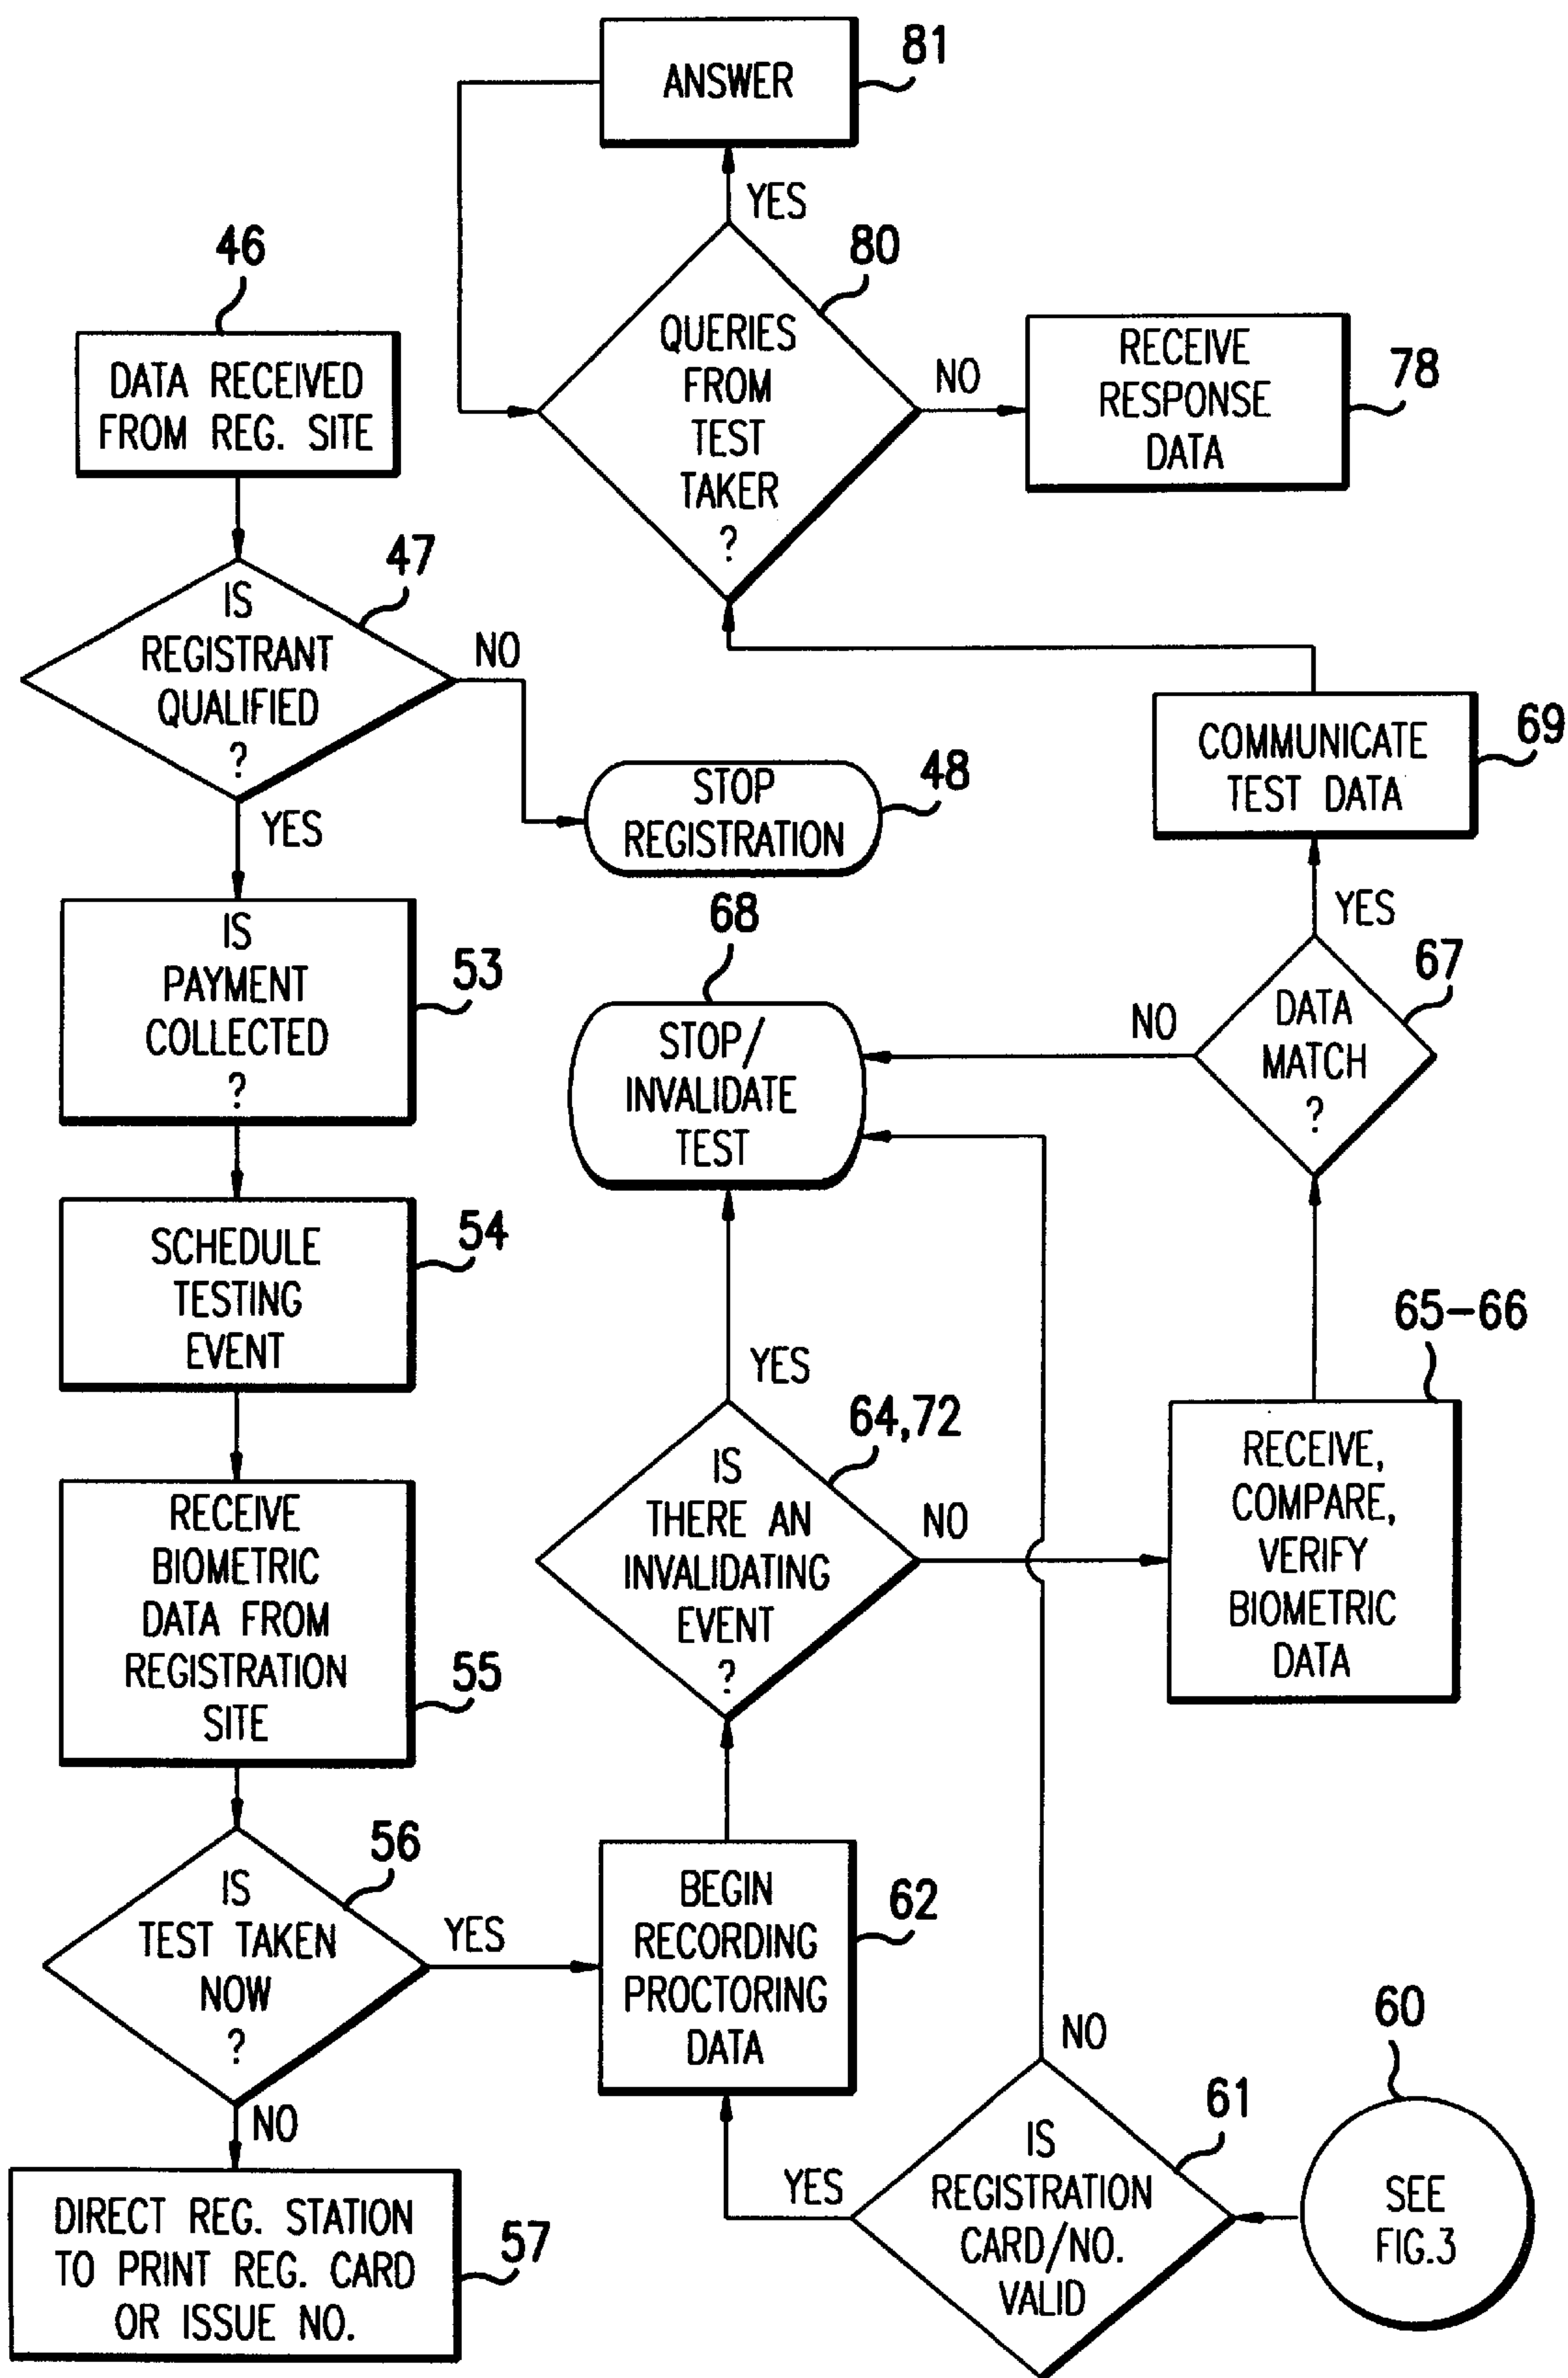 81
ANSWER
YES
46
80
DATA RECEIVED
FROM REG. SITE
QUERIES
FROM
TEST
TAKER
?
NO
RECEIVE
RESPONSE
DATA
78
47
IS
REGISTRANT
QUALIFIED
?
NO
YES
STOP
REGISTRATION
48
COMMUNICATE
TEST DATA
69
YES
IS
PAYMENT
COLLECTED
?
53
68
STOP/
INVALIDATE
TEST
NO
DATA
MATCH
?
67
SCHEDULE
TESTING
EVENT
54
YES
65-66
RECEIVE
BIOMETRIC
DATA FROM
REGISTRATION
SITE
55
IS
THERE AN
INVALIDATING
EVENT
?
64,72
NO
RECEIVE,
COMPARE,
VERIFY
BIOMETRIC
DATA
56
IS
TEST TAKEN
NOW
?
YES
BEGIN
RECORDING
PROCTORING
DATA
62
NO
NO
60
61
DIRECT REG. STATION
TO PRINT REG. CARD
OR ISSUE NO.
57
YES
IS
REGISTRATION
CARD/NO.
VALID
SEE
FIG.3